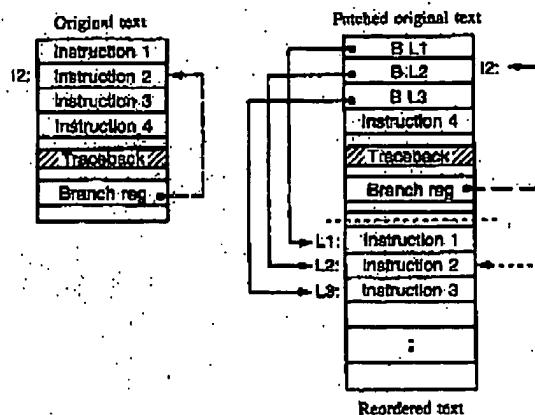 Original text
Instruction 1
I2:
Instruction 2
Instruction 3
Instruction 4
Traceback
Branch reg
Patched original text
B L1
B L2
I2:
B L3
Instruction 4
Traceback
Branch reg
L1:
Instruction 1
L2:
Instruction 2
L3:
Instruction 3
:
Reordered text